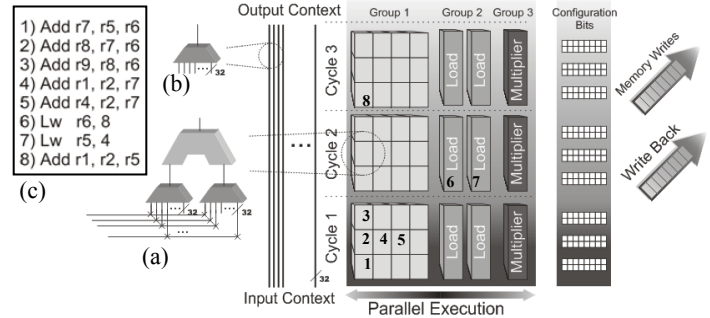 1) Add r7, r5, r6
2) Add r8, r7, r6
3) Add r9, r8, r6
4) Add r1, r2, r7
5) Add r4, r2, r7
6) Lw r6, 8
7) Lw r5, 4
8) Add r1, r2, r5
(c)
(b)
32
(a)
32
32
...
Output Context
Input Context
...
32
Group 1
Group 2
Group 3
Cycle 3
8
Load
Load
Multiplier
Cycle 2
Load
6
Load
7
Multiplier
Cycle 1
3
2 4 5
1
Load
Load
Multiplier
Parallel Execution
Configuration
Bits
Memory Writes
Write Back